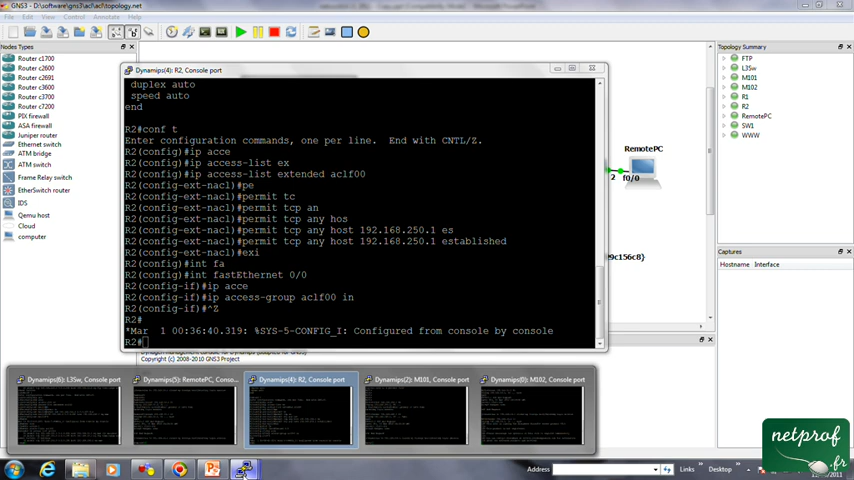 GNS3 - D:\software\gns3\acl\acl\topology.net
File Edit View Control Annotate Help
Nodes Types
Router c1700
Router c2600
Router c2691
Router c3600
Router c3700
Router c7200
PIX firewall
ASA firewall
Juniper router
Ethernet switch
ATM bridge
ATM switch
Frame Relay switch
EtherSwitch router
IDS
Qemu host
Cloud
computer
Dynamips(4): R2, Console port
duplex auto
speed auto
end
R2#conf t
Enter configuration commands, one per line.  End with CNTL/Z.
R2(config)#ip acce
R2(config)#ip access-list ex
R2(config)#ip access-list extended aclf00
R2(config-ext-nacl)#pe
R2(config-ext-nacl)#permit tc
R2(config-ext-nacl)#permit tcp an
R2(config-ext-nacl)#permit tcp any hos
R2(config-ext-nacl)#permit tcp any host 192.168.250.1 es
R2(config-ext-nacl)#permit tcp any host 192.168.250.1 established
R2(config-ext-nacl)#exi
R2(config)#int fa
R2(config)#int fastEthernet 0/0
R2(config-if)#ip acce
R2(config-if)#ip access-group aclf00 in
R2(config-if)#^Z
R2#
*Mar  1 00:36:40.319: %SYS-5-CONFIG_I: Configured from console by console
R2#
RemotePC
2 f0/0
9c156c8}
Topology Summary
FTP
L3Sw
M101
M102
R1
R2
RemotePC
SW1
WWW
Captures
Hostname Interface
Copyright (c) 2008-2010 GNS3 Project
Dynamips(6): L3Sw, Console port
Dynamips(5): RemotePC, Conso...
Dynamips(4): R2, Console port
Dynamips(2): M101, Console port
Dynamips(0): M102, Console port
Address
Links
Desktop
netprof
.fr